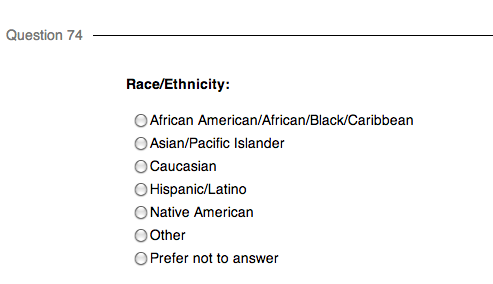 Question 74
Race/Ethnicity:
African American/African/Black/Caribbean
Asian/Pacific Islander
Caucasian
Hispanic/Latino
Native American
Other
Prefer not to answer